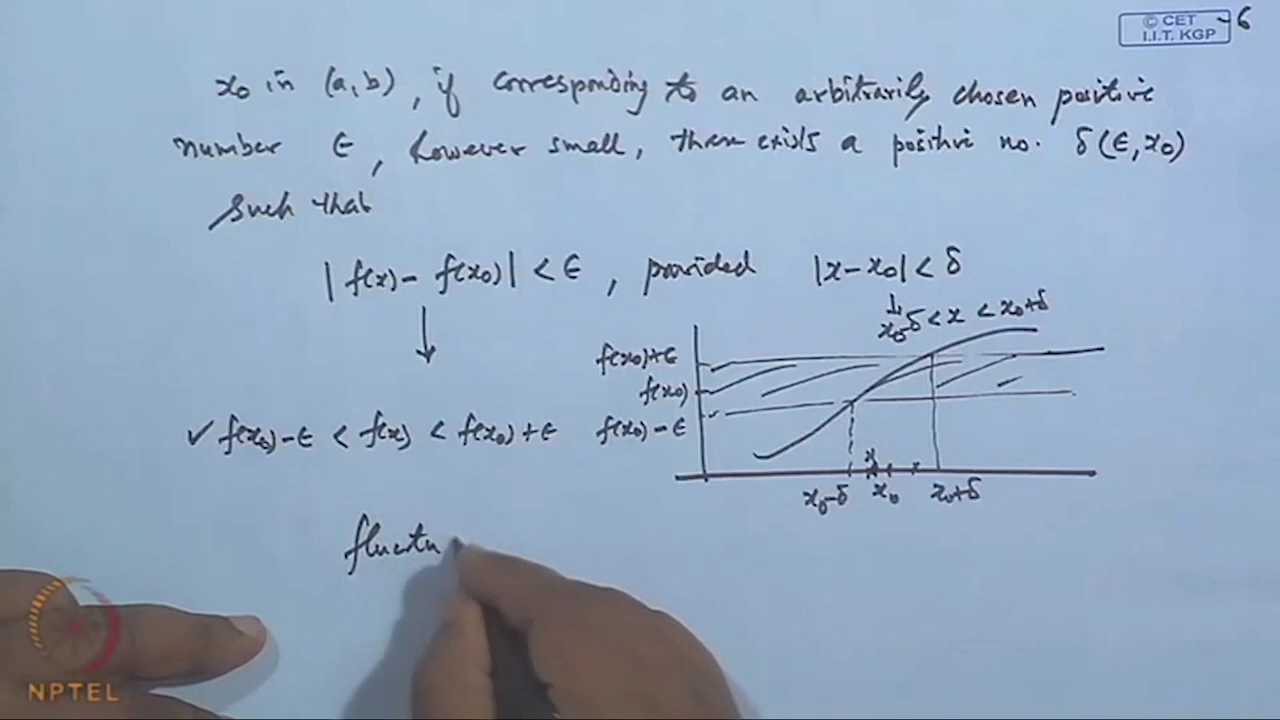 © CET
I.I.T. KGP
-6
x₀ in (a,b), if corresponding to an arbitrarily chosen positive
number ∈, however small, there exists a positive no. δ(∈, x₀)
such that
|f(x) - f(x₀)| < ∈, provided |x-x₀| < δ
↓
x₀-δ < x < x₀+δ
f(x₀)+∈
f(x₀)
✓ f(x₀)-∈ < f(x) < f(x₀)+∈
f(x₀)-∈
x
x₀-δ x₀ x₀+δ
fluctu
NPTEL